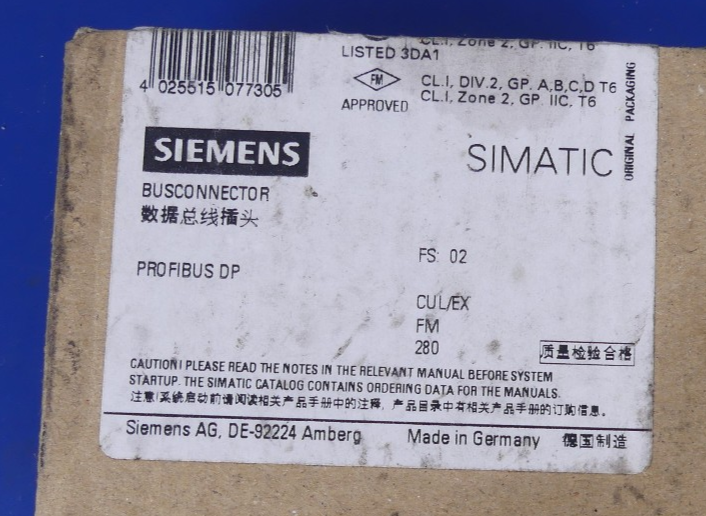 CL.I, Zone 2, GP. IIC, T6
LISTED 3DA1
4 025515 077305
FM
APPROVED
CL.I, DIV.2, GP. A,B,C,D T6
CL.I, Zone 2, GP. IIC, T6
ORIGINAL PACKAGING
SIEMENS
SIMATIC
BUSCONNECTOR
数据总线插头
FS: 02
PROFIBUS DP
CUL/EX
FM
280
质量检验合格
CAUTION! PLEASE READ THE NOTES IN THE RELEVANT MANUAL BEFORE SYSTEM
STARTUP. THE SIMATIC CATALOG CONTAINS ORDERING DATA FOR THE MANUALS.
注意!系统启动前请阅读相关产品手册中的注释, 产品目录中有相关产品手册的订购信息。
Siemens AG, DE-92224 Amberg
Made in Germany 德国制造